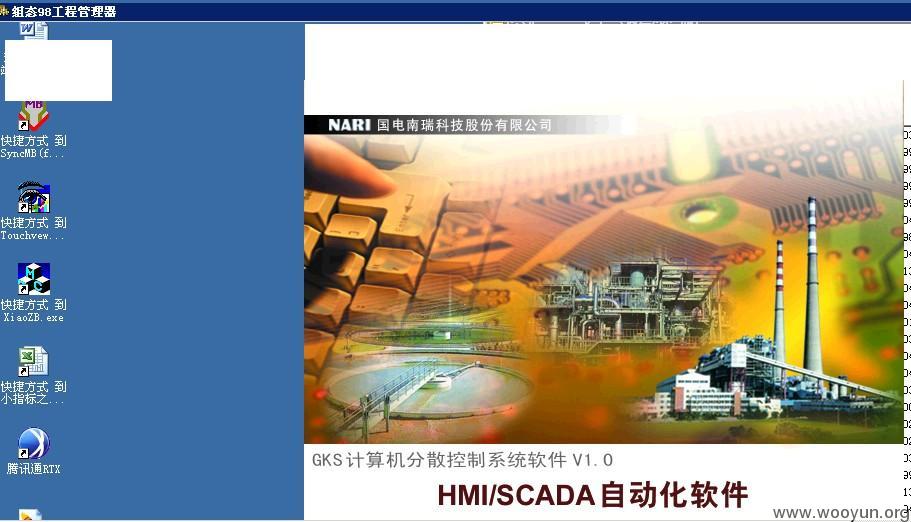 组态98工程管理器
NARI 国电南瑞科技股份有限公司
快捷方式 到
SyncMB(f...
快捷方式 到
Touchvew...
快捷方式 到
XiaoZB.exe
快捷方式 到
小指标之...
腾讯通RTX
GKS计算机分散控制系统软件 V1.0
HMI/SCADA自动化软件
www.wooyun.org